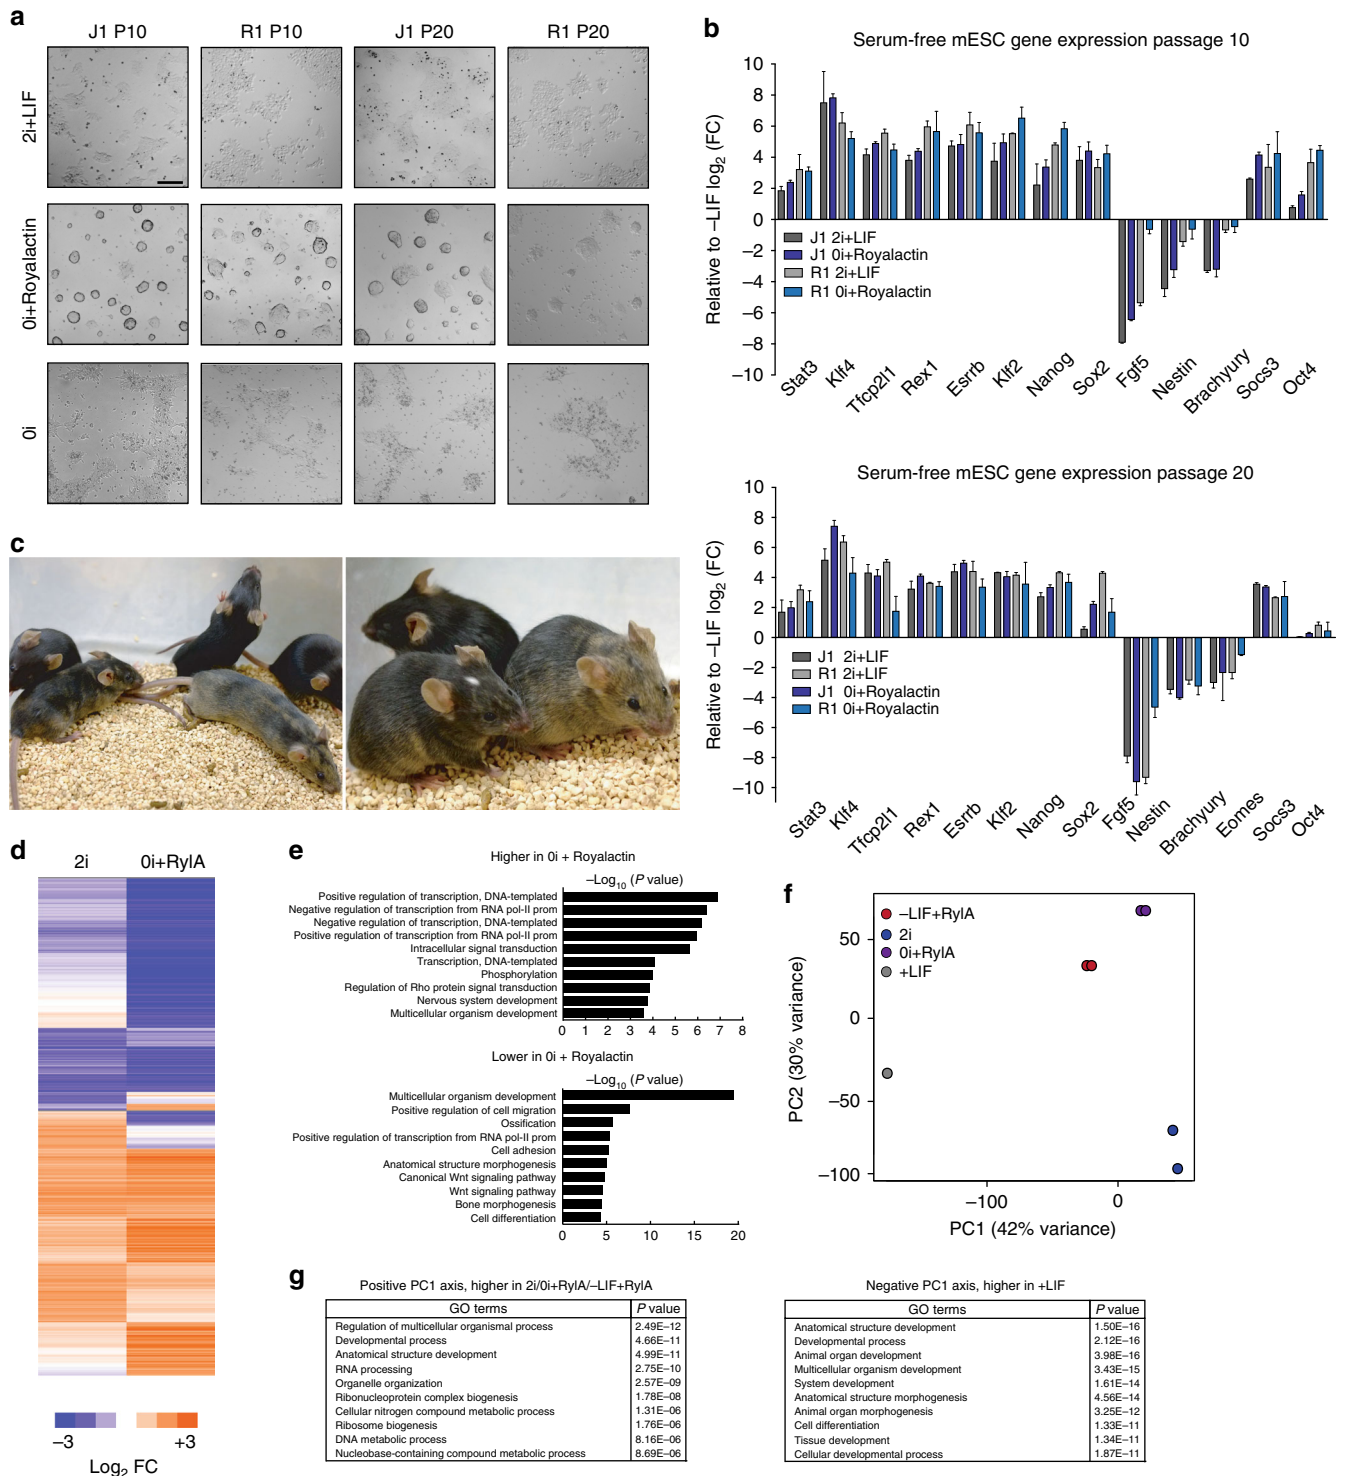 a
J1 P10
R1 P10
J1 P20
R1 P20
2i+LIF
0i+Royalactin
0i
b
Serum-free mESC gene expression passage 10
Relative to –LIF log2 (FC)
10
8
6
4
2
0
–2
–4
–6
–8
–10
J1 2i+LIF
J1 0i+Royalactin
R1 2i+LIF
R1 0i+Royalactin
Stat3
Klf4
Tfcp2l1
Rex1
Esrrb
Klf2
Nanog
Sox2
Fgf5
Nestin
Brachyury
Socs3
Oct4
Serum-free mESC gene expression passage 20
Relative to –LIF log2 (FC)
10
8
6
4
2
0
–2
–4
–6
–8
–10
J1 2i+LIF
R1 2i+LIF
J1 0i+Royalactin
R1 0i+Royalactin
Stat3
Klf4
Tfcp2l1
Rex1
Esrrb
Klf2
Nanog
Sox2
Fgf5
Nestin
Brachyury
Eomes
Socs3
Oct4
c
d
2i
0i+RylA
–3
+3
Log2 FC
e
Higher in 0i + Royalactin
–Log10 (P value)
Positive regulation of transcription, DNA-templated
Negative regulation of transcription from RNA pol-II prom
Negative regulation of transcription, DNA-templated
Positive regulation of transcription from RNA pol-II prom
Intracellular signal transduction
Transcription, DNA-templated
Phosphorylation
Regulation of Rho protein signal transduction
Nervous system development
Multicellular organism development
0 1 2 3 4 5 6 7 8
Lower in 0i + Royalactin
–Log10 (P value)
Multicellular organism development
Positive regulation of cell migration
Ossification
Positive regulation of transcription from RNA pol-II prom
Cell adhesion
Anatomical structure morphogenesis
Canonical Wnt signaling pathway
Wnt signaling pathway
Bone morphogenesis
Cell differentiation
0 5 10 15 20
f
–LIF+RylA
2i
0i+RylA
+LIF
PC2 (30% variance)
50
0
–50
–100
–100
0
PC1 (42% variance)
g
Positive PC1 axis, higher in 2i/0i+RylA/–LIF+RylA
GO terms P value
Regulation of multicellular organismal process 2.49E–12
Developmental process 4.66E–11
Anatomical structure development 4.99E–11
RNA processing 2.75E–10
Organelle organization 2.57E–09
Ribonucleoprotein complex biogenesis 1.78E–08
Cellular nitrogen compound metabolic process 1.31E–06
Ribosome biogenesis 1.76E–06
DNA metabolic process 8.16E–06
Nucleobase-containing compound metabolic process 8.69E–06
Negative PC1 axis, higher in +LIF
GO terms P value
Anatomical structure development 1.50E–16
Developmental process 2.12E–16
Animal organ development 3.98E–16
Multicellular organism development 3.43E–15
System development 1.61E–14
Anatomical structure morphogenesis 4.56E–14
Animal organ morphogenesis 3.25E–12
Cell differentiation 1.33E–11
Tissue development 1.34E–11
Cellular developmental process 1.87E–11